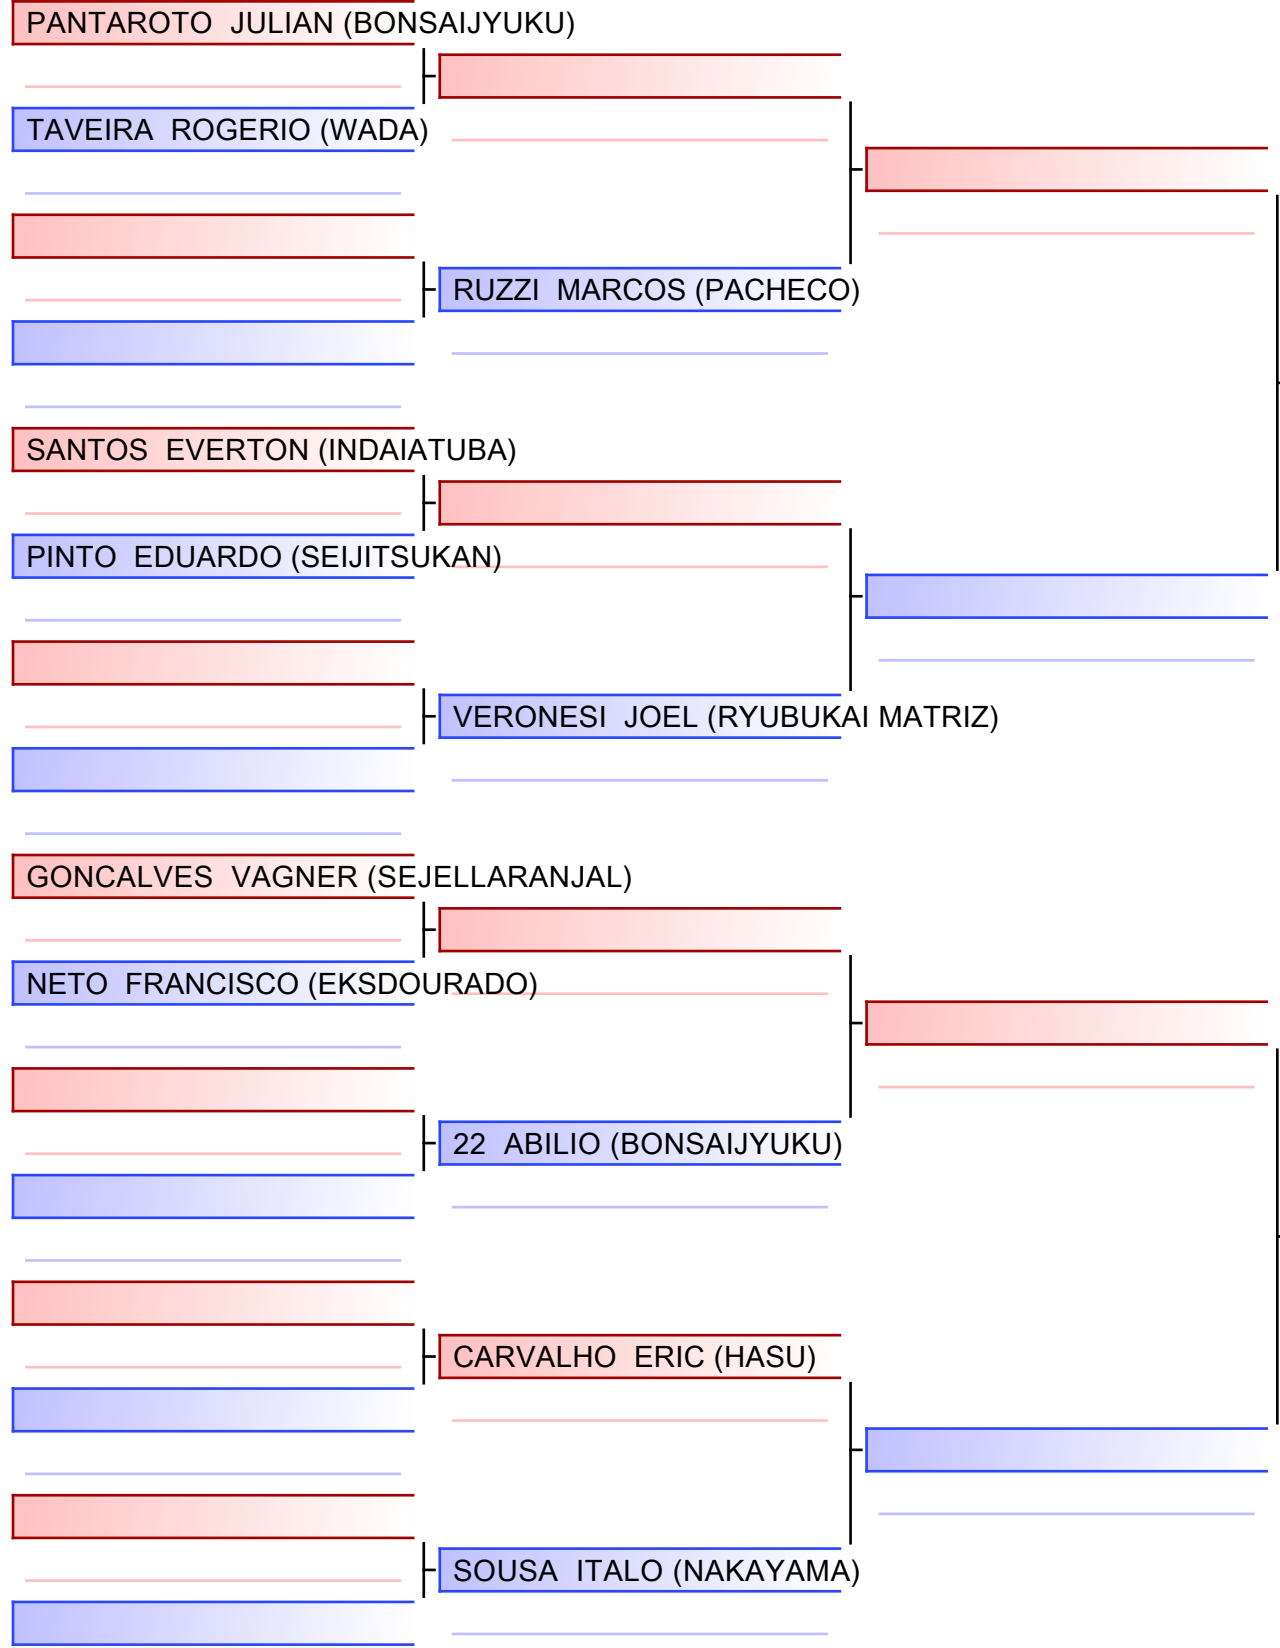 PANTAROTO JULIAN (BONSAIJYUKU)
TAVEIRA ROGERIO (WADA)
RUZZI MARCOS (PACHECO)
SANTOS EVERTON (INDAIATUBA)
PINTO EDUARDO (SEIJITSUKAN)
VERONESI JOEL (RYUBUKAI MATRIZ)
GONCALVES VAGNER (SEJELLARANJAL)
NETO FRANCISCO (EKSDOURADO)
22 ABILIO (BONSAIJYUKU)
CARVALHO ERIC (HASU)
SOUSA ITALO (NAKAYAMA)